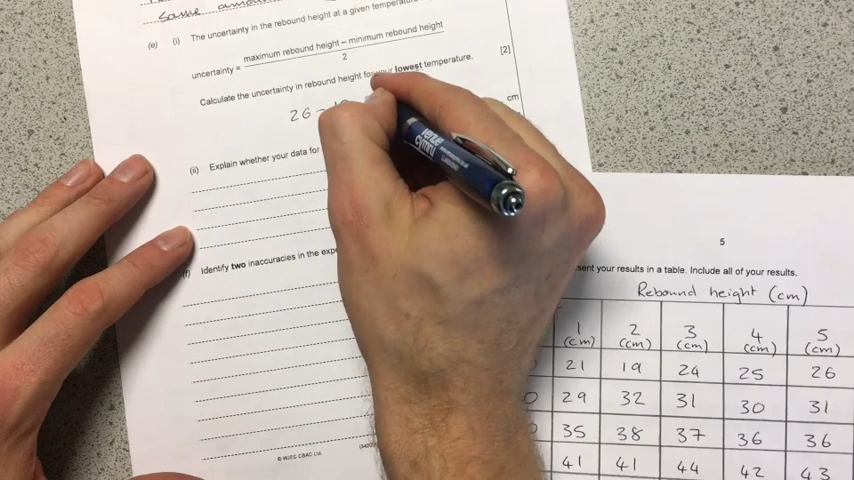 same amou
(e) (i) The uncertainty in the rebound height at a given temperature
uncertainty = maximum rebound height – minimum rebound height
2
[2]
Calculate the uncertainty in rebound height for your lowest temperature.
26 –
cm
(ii) Explain whether your data for
(f) Identify two inaccuracies in the exp
© WJEC CBAC Ltd.
5
sent your results in a table. Include all of your results.
Rebound height (cm)
1 2 3 4 5
(cm) (cm) (cm) (cm) (cm)
21 19 24 25 26
29 32 31 30 31
35 38 37 36 36
41 41 44 42 43